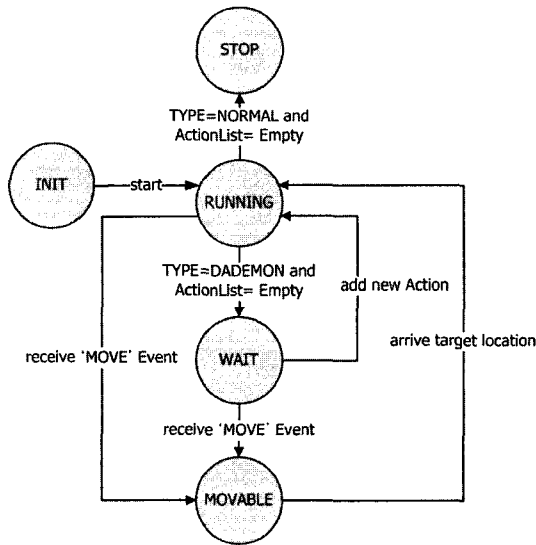 STOP
TYPE=NORMAL and
ActionList= Empty
INIT
start
RUNNING
TYPE=DADEMON and
ActionList= Empty
add new Action
arrive target location
receive 'MOVE' Event
WAIT
receive 'MOVE' Event
MOVABLE